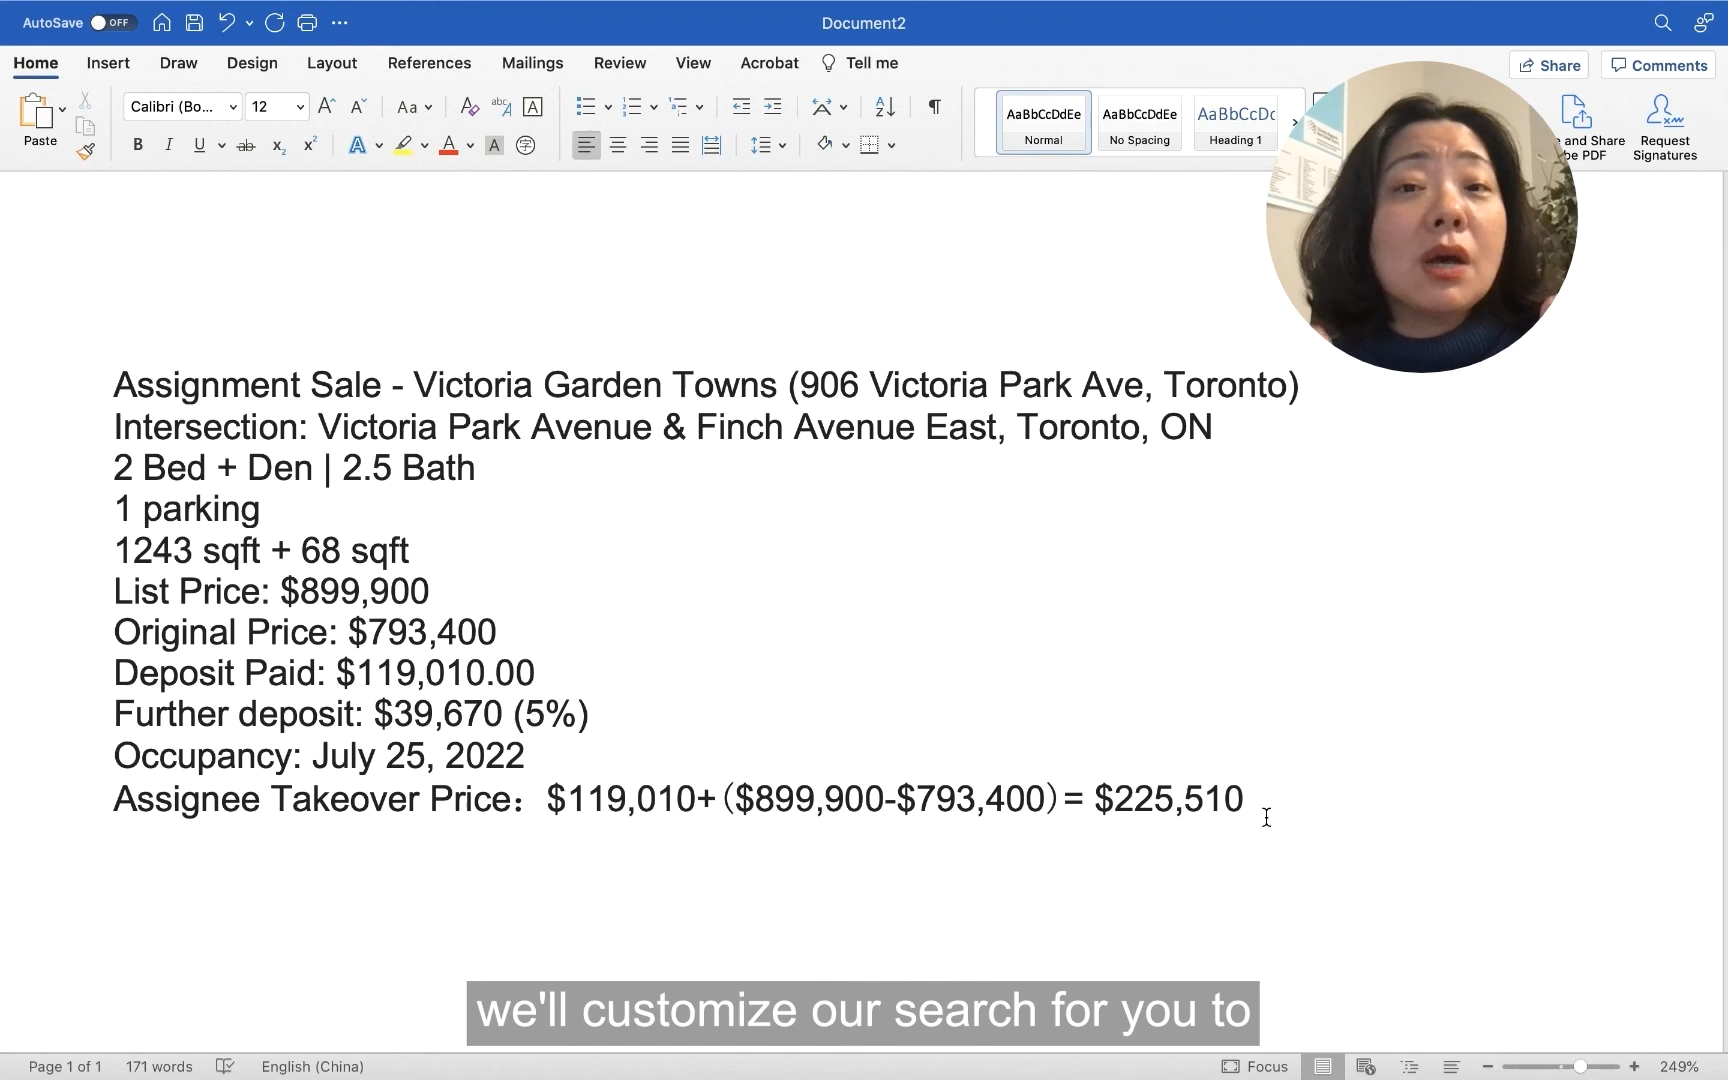 AutoSave OFF
Document2
Home Insert Draw Design Layout References Mailings Review View Acrobat Tell me
Share Comments
Paste
Calibri (Bo... 12
AaBbCcDdEe AaBbCcDdEe AaBbCcDc
Normal No Spacing Heading 1
and Share Request
be PDF Signatures
Assignment Sale - Victoria Garden Towns (906 Victoria Park Ave, Toronto)
Intersection: Victoria Park Avenue & Finch Avenue East, Toronto, ON
2 Bed + Den | 2.5 Bath
1 parking
1243 sqft + 68 sqft
List Price: $899,900
Original Price: $793,400
Deposit Paid: $119,010.00
Further deposit: $39,670 (5%)
Occupancy: July 25, 2022
Assignee Takeover Price：$119,010+（$899,900-$793,400）= $225,510
we'll customize our search for you to
Page 1 of 1 171 words English (China) Focus 249%